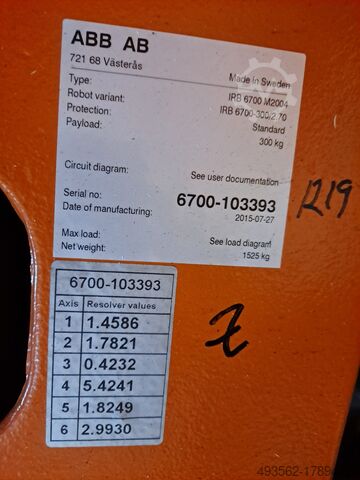 ABB AB
721 68 Västerås
Made in Sweden
Type: IRB 6700 M2004
Robot variant: IRB 6700-300/2.70
Protection: Standard
Payload: 300 kg
Circuit diagram: See user documentation
Serial no: 6700-103393
Date of manufacturing: 2015-07-27
Max load: See load diagram
Net weight: 1525 kg
1219
6700-103393
Axis Resolver values
1 1.4586
2 1.7821
3 0.4232
4 5.4241
5 1.8249
6 2.9930
Z